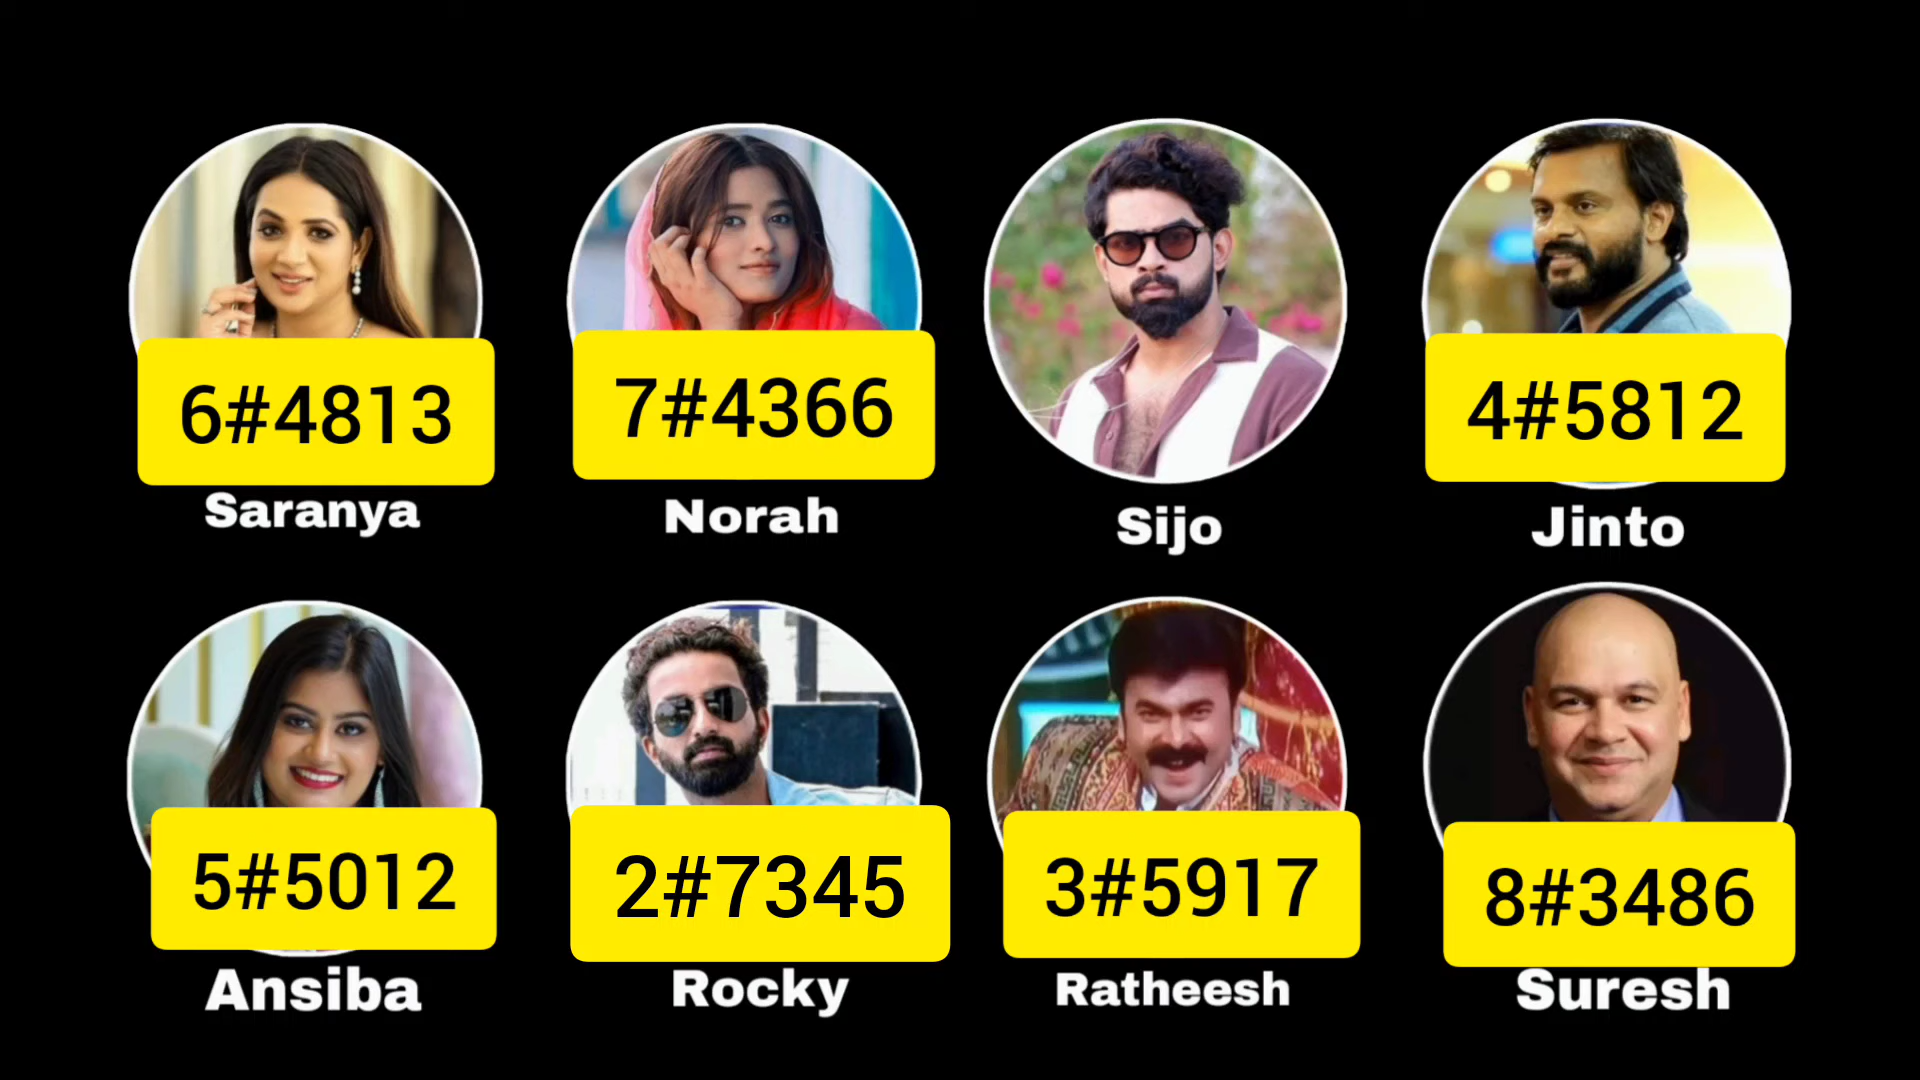 6#4813
7#4366
4#5812
Saranya
Norah
Sijo
Jinto
5#5012
2#7345
3#5917
8#3486
Ansiba
Rocky
Ratheesh
Suresh